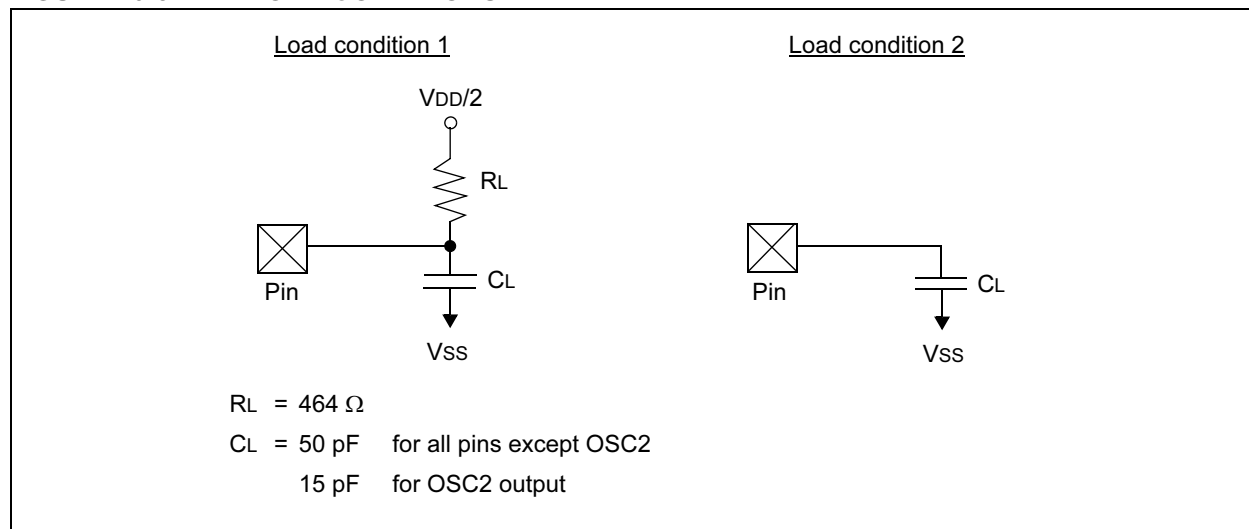 Load condition 1
Load condition 2
VDD/2
RL
Pin
CL
VSS
Pin
CL
VSS
RL = 464 Ω
CL = 50 pF for all pins except OSC2
15 pF for OSC2 output